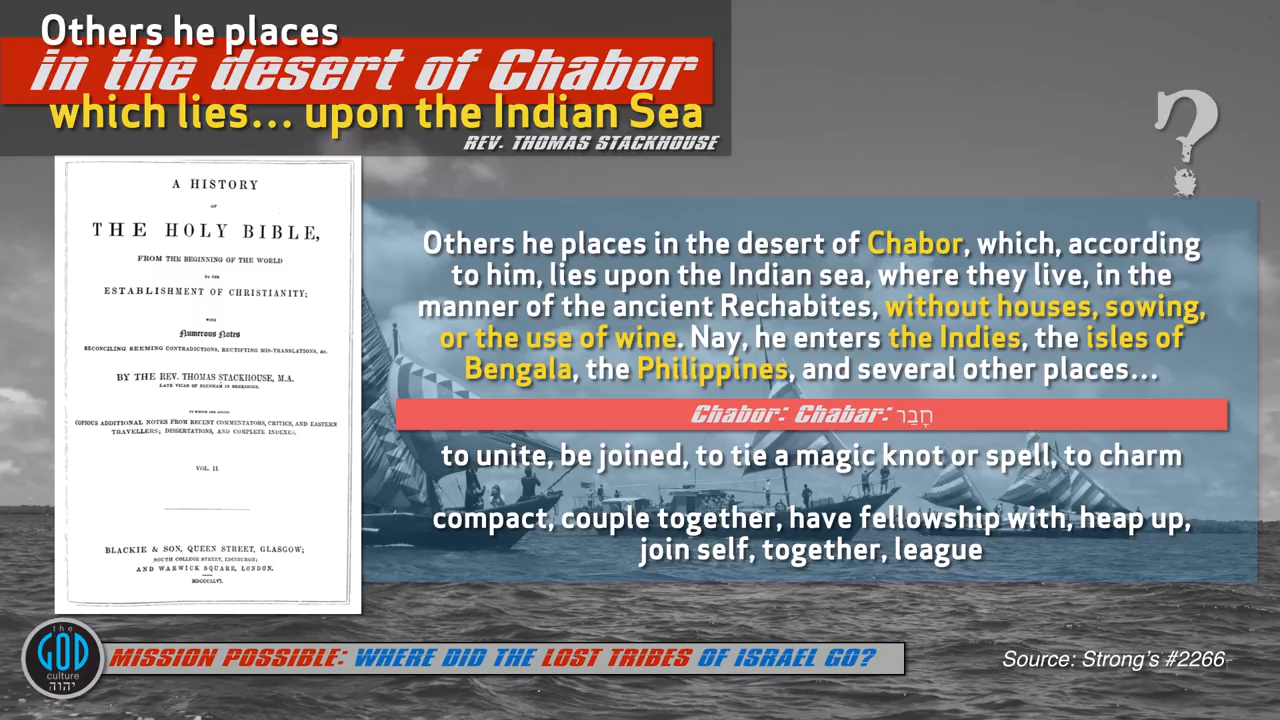 Others he places
in the desert of Chabor
which lies... upon the Indian Sea
REV. THOMAS STACKHOUSE
A HISTORY
OF
THE HOLY BIBLE,
FROM THE BEGINNING OF THE WORLD
TO THE
ESTABLISHMENT OF CHRISTIANITY;
WITH
Numerous Notes
RECONCILING SEEMING CONTRADICTIONS, RECTIFYING MIS-TRANSLATIONS, &c.
BY THE REV. THOMAS STACKHOUSE, M.A.
LATE VICAR OF BEENHAM IN BERKSHIRE.
TO WHICH ARE ADDED
COPIOUS ADDITIONAL NOTES FROM RECENT COMMENTATORS, CRITICS, AND EASTERN
TRAVELLERS; DISSERTATIONS, AND COMPLETE INDEXES.
VOL. II.
BLACKIE & SON, QUEEN STREET, GLASGOW;
SOUTH COLLEGE STREET, EDINBURGH;
AND WARWICK SQUARE, LONDON.
MDCCCXLVI.
?
Others he places in the desert of Chabor, which, according
to him, lies upon the Indian sea, where they live, in the
manner of the ancient Rechabites, without houses, sowing,
or the use of wine. Nay, he enters the Indies, the isles of
Bengala, the Philippines, and several other places...
Chabor: Chabar: חָבַר
to unite, be joined, to tie a magic knot or spell, to charm
compact, couple together, have fellowship with, heap up,
join self, together, league
the
GOD
culture
יהוה
MISSION POSSIBLE: WHERE DID THE LOST TRIBES OF ISRAEL GO?
Source: Strong's #2266